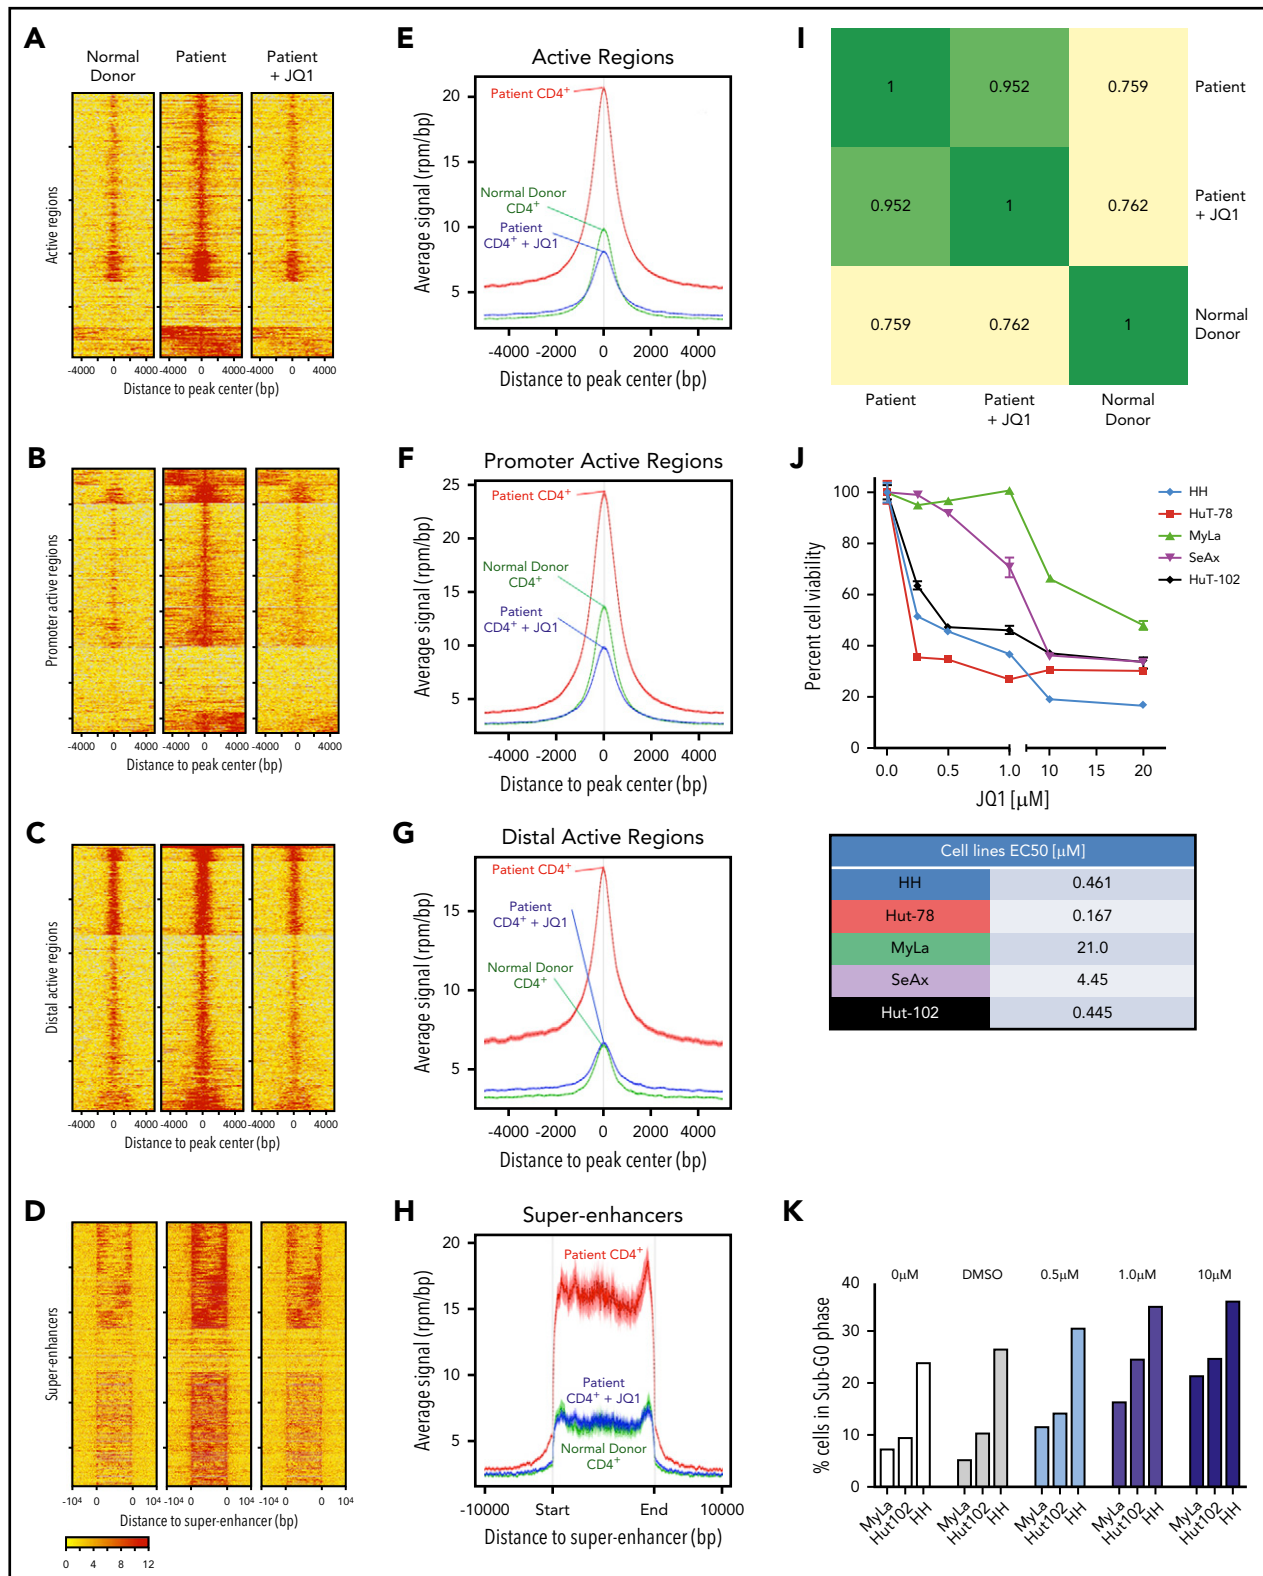 A
Normal
Donor
Patient
Patient
+ JQ1
Active regions
-4000 0 4000
-4000 0 4000
-4000 0 4000
Distance to peak center (bp)
B
Promoter active regions
-4000 0 4000
-4000 0 4000
-4000 0 4000
Distance to peak center (bp)
C
Distal active regions
-4000 0 4000
-4000 0 4000
-4000 0 4000
Distance to peak center (bp)
D
Super-enhancers
-10⁴ 0 0 10⁴
-10⁴ 0 0 10⁴
-10⁴ 0 0 10⁴
Distance to super-enhancer (bp)
0 4 8 12
E
Active Regions
Average signal (rpm/bp)
20
15
10
5
Patient CD4⁺
Normal Donor
CD4⁺
Patient
CD4⁺ + JQ1
-4000 -2000 0 2000 4000
Distance to peak center (bp)
F
Promoter Active Regions
Average signal (rpm/bp)
25
20
15
10
5
Patient CD4⁺
Normal Donor
CD4⁺
Patient
CD4⁺ + JQ1
-4000 -2000 0 2000 4000
Distance to peak center (bp)
G
Distal Active Regions
Average signal (rpm/bp)
15
10
5
Patient CD4⁺
Patient
CD4⁺ + JQ1
Normal Donor
CD4⁺
-4000 -2000 0 2000 4000
Distance to peak center (bp)
H
Super-enhancers
Average signal (rpm/bp)
20
15
10
5
Patient CD4⁺
Patient
CD4⁺ + JQ1
Normal Donor
CD4⁺
-10000 Start End 10000
Distance to super-enhancer (bp)
I
1 0.952 0.759 Patient
0.952 1 0.762 Patient
+ JQ1
0.759 0.762 1 Normal
Donor
Patient
Patient
+ JQ1
Normal
Donor
J
Percent cell viability
100
80
60
40
20
0
0.0 0.5 1.0 10 15 20
JQ1 [μM]
HH
HuT-78
MyLa
SeAx
HuT-102
Cell lines EC50 [μM]
HH 0.461
Hut-78 0.167
MyLa 21.0
SeAx 4.45
Hut-102 0.445
K
% cells in Sub-G0 phase
40
30
20
10
0
0μM DMSO 0.5μM 1.0μM 10μM
MyLa Hut102 HH
MyLa Hut102 HH
MyLa Hut102 HH
MyLa Hut102 HH
MyLa Hut102 HH